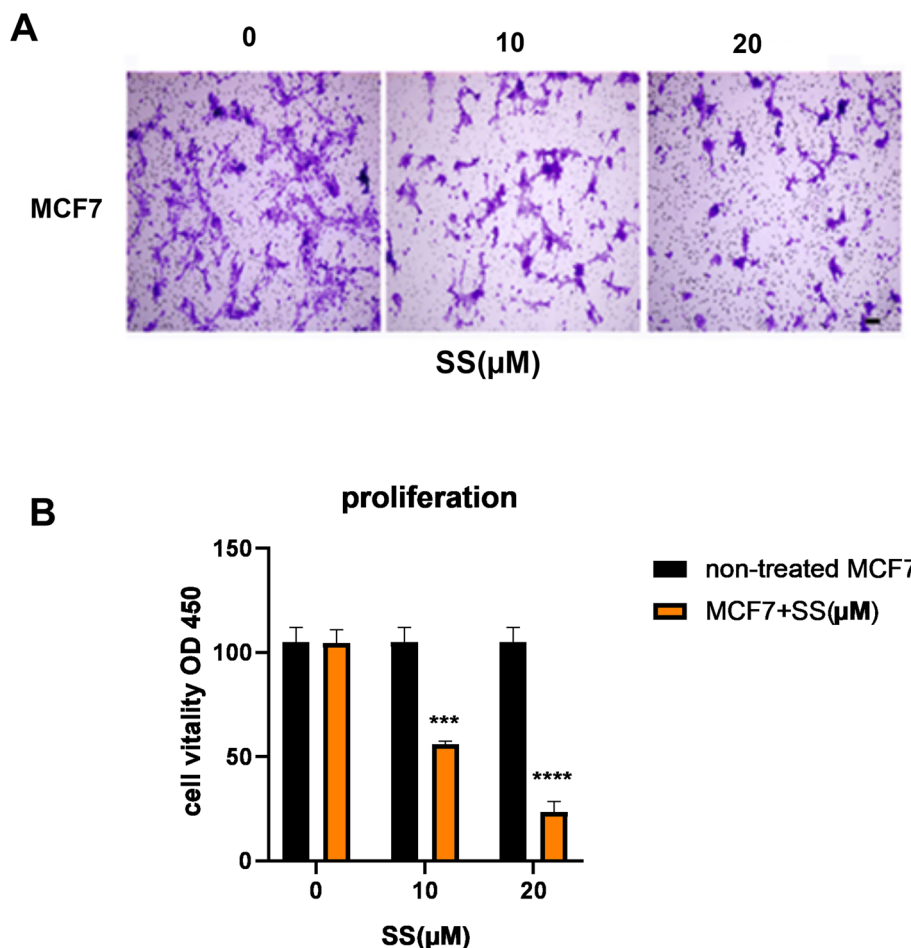 A
0 10 20
MCF7
SS(µM)
B
proliferation
150
100
50
0
cell vitality OD 450
***
****
0 10 20
SS(µM)
non-treated MCF7
MCF7+SS(µM)